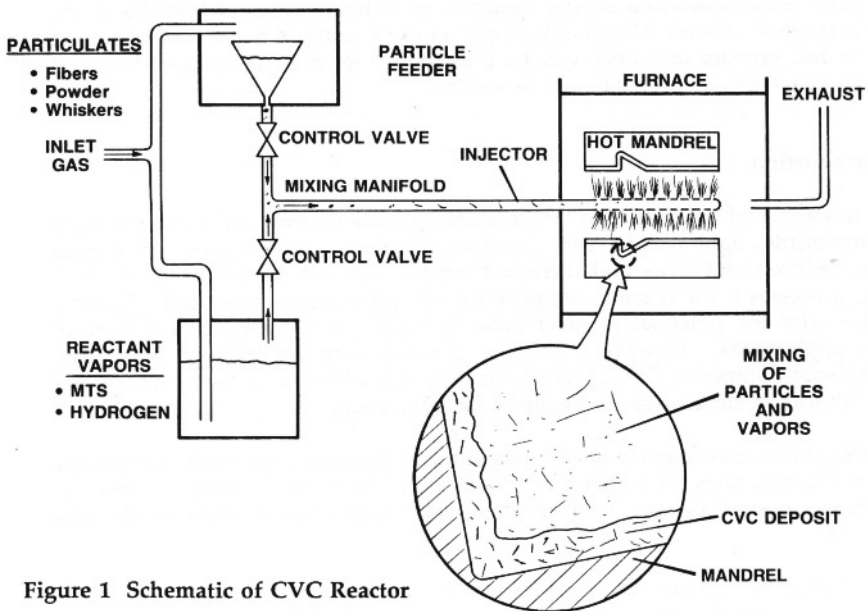 PARTICULATES
• Fibers
• Powder
• Whiskers
INLET
GAS
PARTICLE
FEEDER
CONTROL VALVE
MIXING MANIFOLD
INJECTOR
CONTROL VALVE
REACTANT
VAPORS
• MTS
• HYDROGEN
FURNACE
HOT MANDREL
EXHAUST
MIXING
OF
PARTICLES
AND
VAPORS
CVC DEPOSIT
MANDREL
Figure 1 Schematic of CVC Reactor